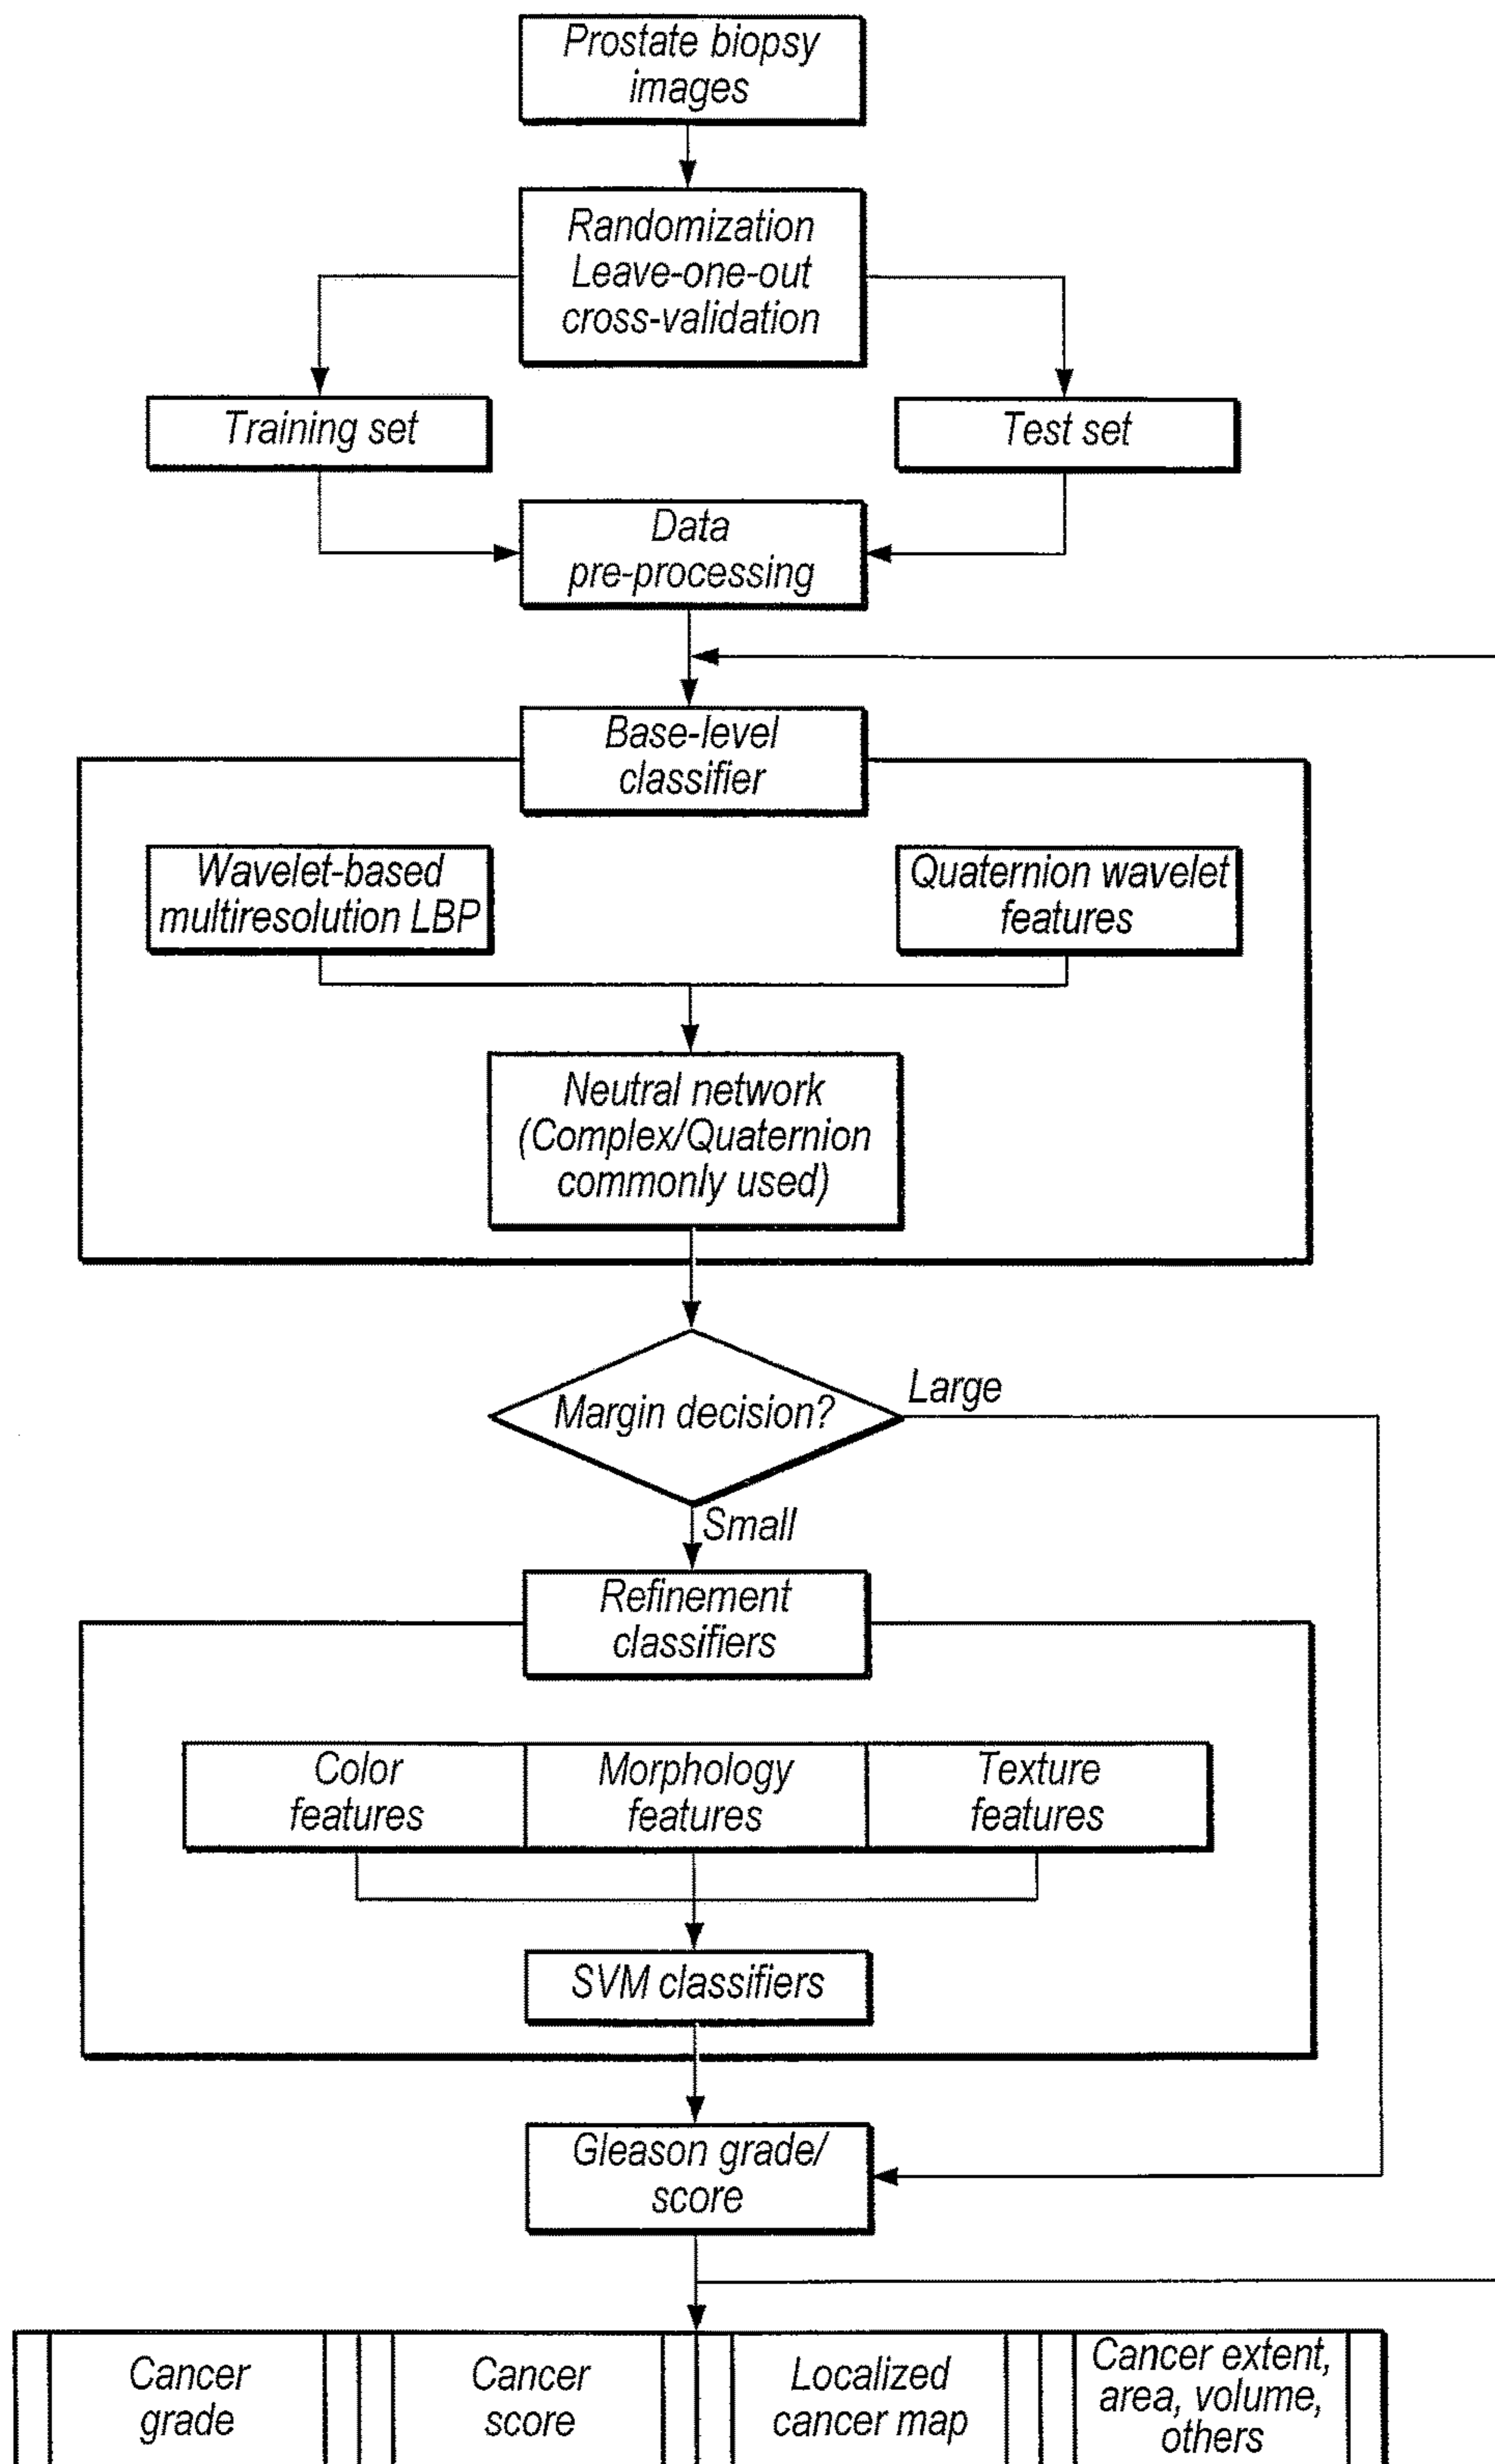 Prostate biopsy
images
Randomization
Leave-one-out
cross-validation
Training set
Test set
Data
pre-processing
Base-level
classifier
Wavelet-based
multiresolution LBP
Quaternion wavelet
features
Neutral network
(Complex/Quaternion
commonly used)
Margin decision?
Large
Small
Refinement
classifiers
Color
features
Morphology
features
Texture
features
SVM classifiers
Gleason grade/
score
Cancer
grade
Cancer
score
Localized
cancer map
Cancer extent,
area, volume,
others